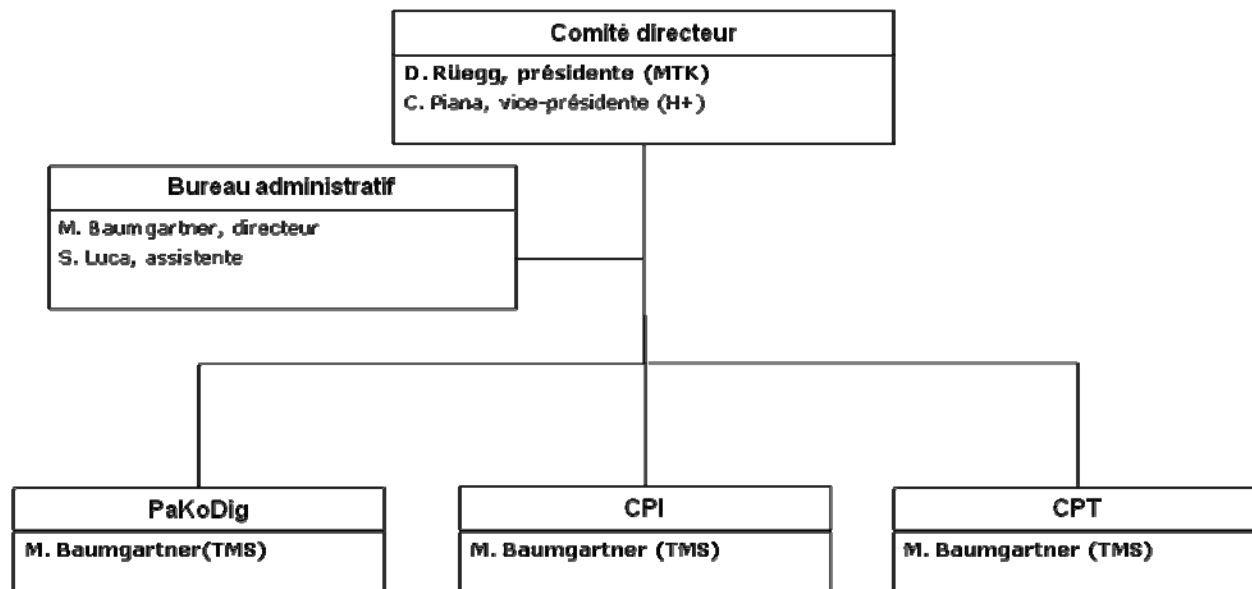 Comité directeur
D. Rüegg, présidente (MTK)
C. Piana, vice-présidente (H+)
Bureau administratif
M. Baumgartner, directeur
S. Luca, assistente
PaKoDig
M. Baumgartner(TMS)
CPI
M. Baumgartner (TMS)
CPT
M. Baumgartner (TMS)